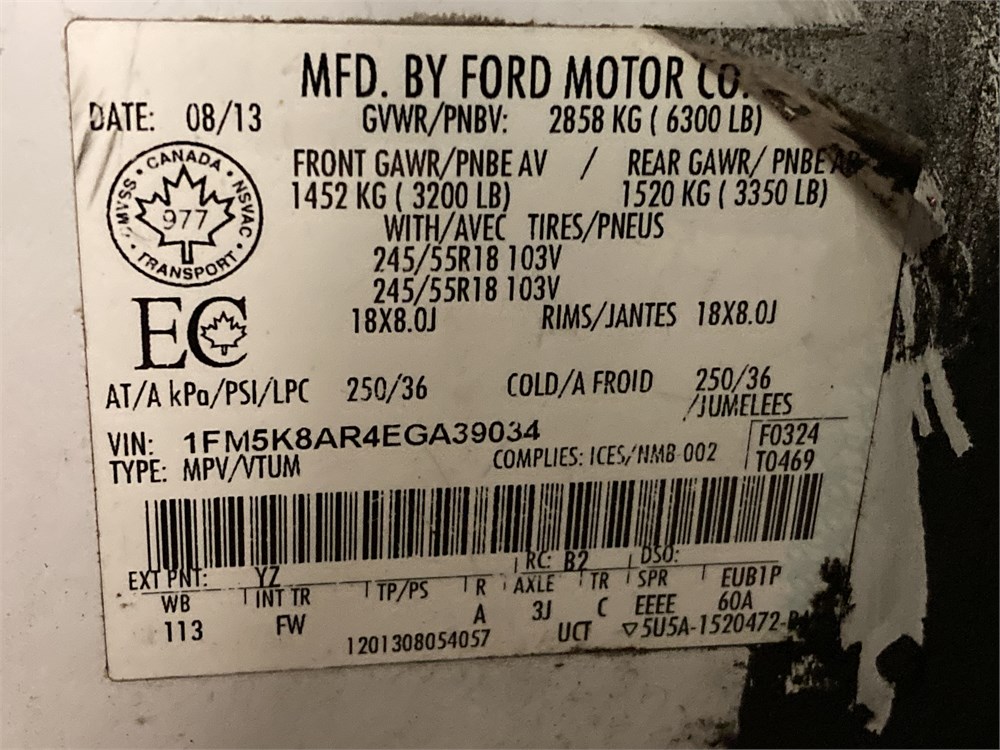 MFD. BY FORD MOTOR CO.
DATE: 08/13 GVWR/PNBV: 2858 KG ( 6300 LB)
FRONT GAWR/PNBE AV / REAR GAWR/ PNBE AR
1452 KG ( 3200 LB) 1520 KG ( 3350 LB)
WITH/AVEC TIRES/PNEUS
245/55R18 103V
245/55R18 103V
18X8.0J RIMS/JANTES 18X8.0J
CANADA
CMVSS NSVAC
977
TRANSPORT
EC
AT/A kPa/PSI/LPC 250/36 COLD/A FROID 250/36
/JUMELEES
VIN: 1FM5K8AR4EGA39034
F0324
TYPE: MPV/VTUM COMPLIES: ICES/NMB-002
T0469
RC: B2 DSO:
EXT PNT: YZ
WB INT TR TP/PS R AXLE TR SPR EUB1P
113 FW A 3J C EEEE 60A
1201308054057 UCT ▽5U5A-1520472-